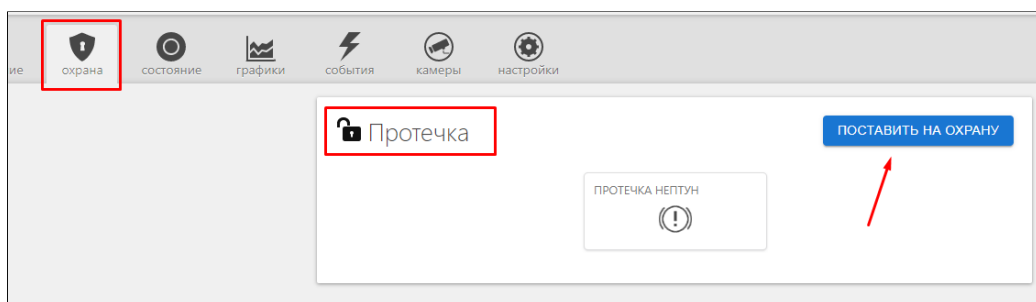 ие охрана состояние графики события камеры настройки
Протечка ПОСТАВИТЬ НА ОХРАНУ
ПРОТЕЧКА НЕПТУН